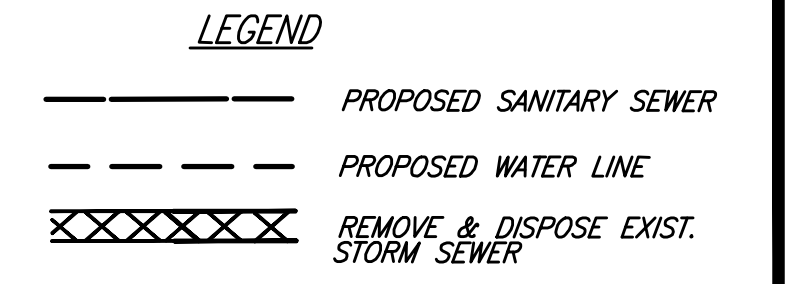 LEGEND
PROPOSED SANITARY SEWER
PROPOSED WATER LINE
REMOVE & DISPOSE EXIST.
STORM SEWER